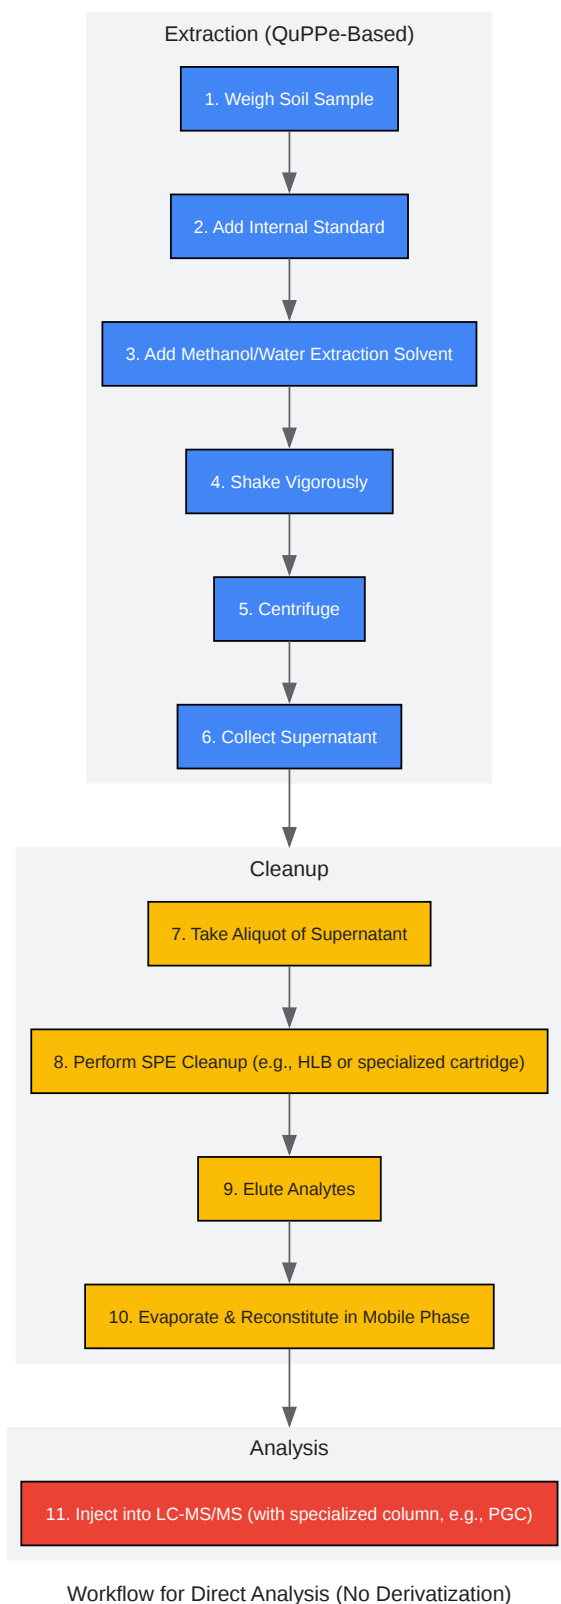 Extraction (QuPPe-Based)
1. Weigh Soil Sample
2. Add Internal Standard
3. Add Methanol/Water Extraction Solvent
4. Shake Vigorously
5. Centrifuge
6. Collect Supernatant
Cleanup
7. Take Aliquot of Supernatant
8. Perform SPE Cleanup (e.g., HLB or specialized cartridge)
9. Elute Analytes
10. Evaporate & Reconstitute in Mobile Phase
Analysis
11. Inject into LC-MS/MS (with specialized column, e.g., PGC)
Workflow for Direct Analysis (No Derivatization)